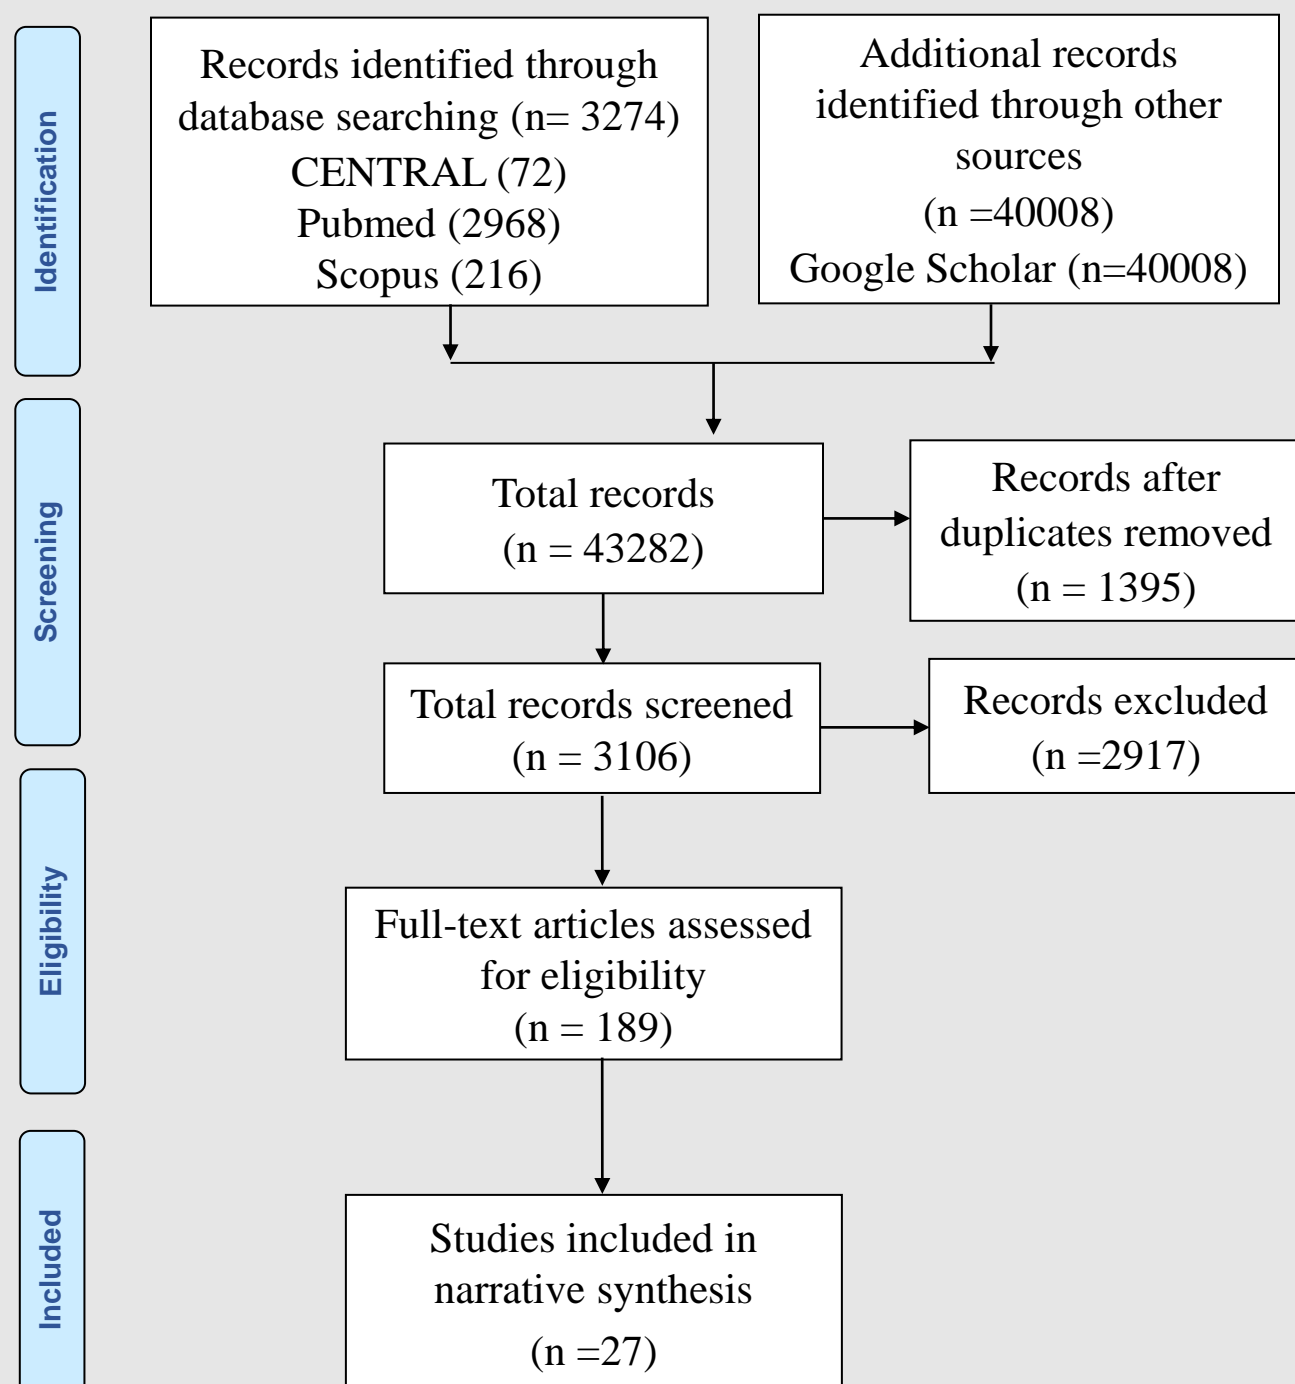 Identification
Records identified through
database searching (n= 3274)
CENTRAL (72)
Pubmed (2968)
Scopus (216)
Additional records
identified through other
sources
(n =40008)
Google Scholar (n=40008)
Screening
Total records
(n = 43282)
Records after
duplicates removed
(n = 1395)
Total records screened
(n = 3106)
Records excluded
(n =2917)
Eligibility
Full-text articles assessed
for eligibility
(n = 189)
Included
Studies included in
narrative synthesis
(n =27)